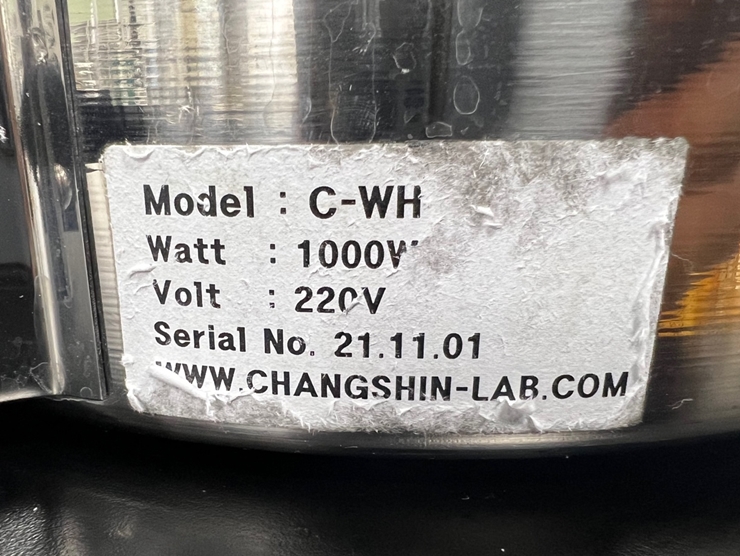 Model : C-WH
Watt : 1000W
Volt : 220V
Serial No. 21.11.01
WWW.CHANGSHIN-LAB.COM